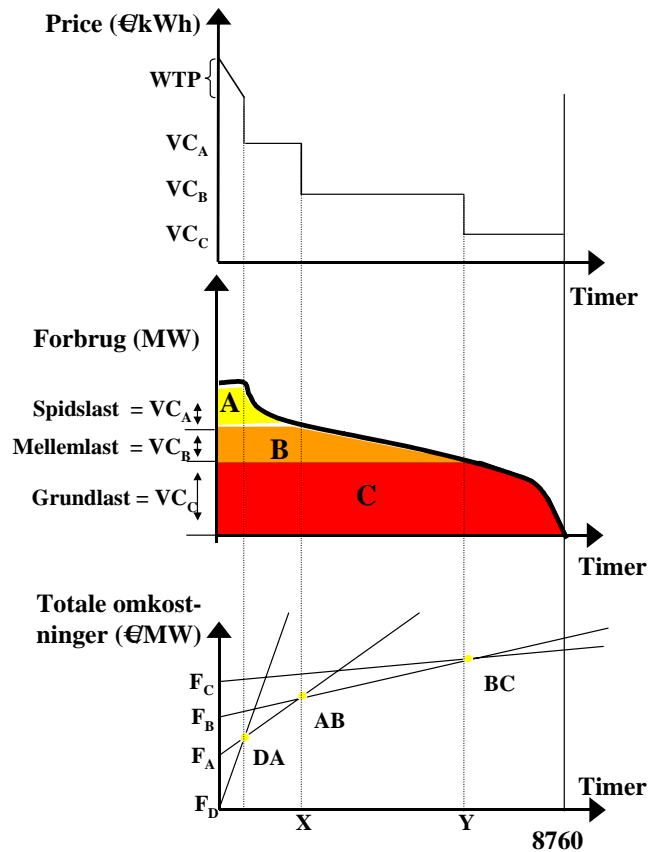 Price (€/kWh)
WTP
VC_A
VC_B
VC_C
Timer
Forbrug (MW)
A
Spidslast = VC_A
Mellemlast = VC_B
B
Grundlast = VC_C
C
Timer
Totale omkost-
ninger (€/MW)
F_C
BC
F_B
AB
F_A
DA
Timer
F_D
X
Y
8760